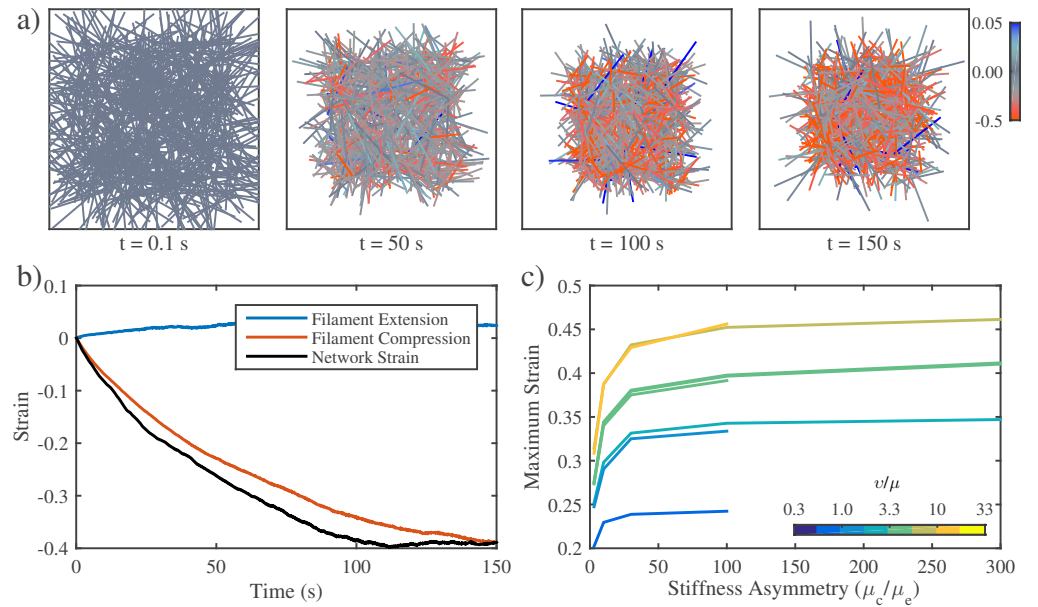 a)
0.05
0.00
-0.5
t = 0.1 s
t = 50 s
t = 100 s
t = 150 s
b)
0.1
0
-0.1
-0.2
-0.3
-0.4
Strain
Filament Extension
Filament Compression
Network Strain
0
50
100
150
Time (s)
c)
0.5
0.45
0.4
0.35
0.3
0.25
0.2
Maximum Strain
υ/μ
0.3
1.0
3.3
10
33
0
50
100
150
200
250
300
Stiffness Asymmetry (μc/μe)